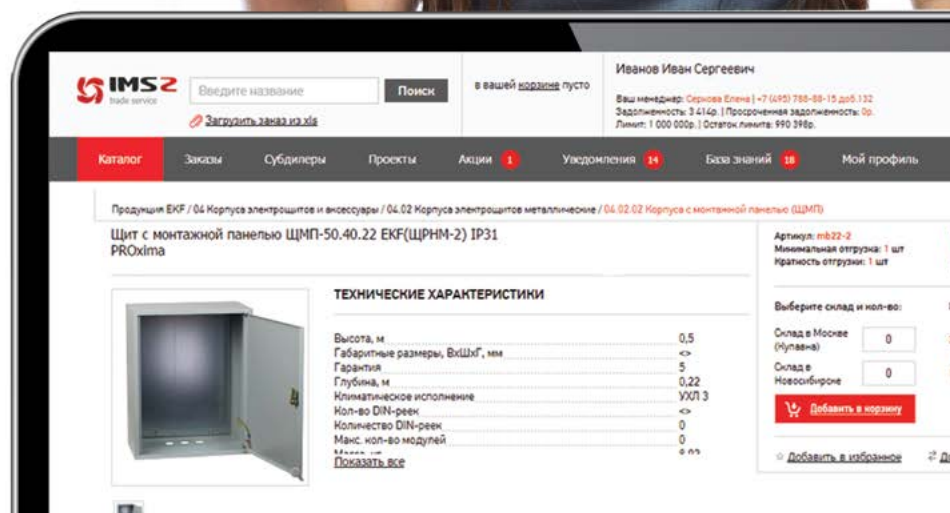 IMS2
trade service
Введите название
Поиск
Загрузить заказ из xls
в вашей корзине пусто
Иванов Иван Сергеевич
Ваш менеджер: Серкова Елена | +7 (495) 788-88-15 доб.132
Задолженность: 3 414р. | Просроченная задолженность: 0р.
Лимит: 1 000 000р. | Остаток лимита: 990 398р.
Каталог Заказы Субдилеры Проекты Акции 1 Уведомления 14 База знаний 18 Мой профиль
Продукция EKF / 04 Корпуса электрощитов и аксессуары / 04.02 Корпуса электрощитов металлические / 04.02.02 Корпуса с монтажной панелью (ЩМП)
Щит с монтажной панелью ЩМП-50.40.22 EKF(ЩРНМ-2) IP31
PROxima
Артикул: mb22-2
Минимальная отгрузка: 1 шт
Кратность отгрузки: 1 шт
ТЕХНИЧЕСКИЕ ХАРАКТЕРИСТИКИ
Высота, м 0,5
Габаритные размеры, ВхШхГ, мм <>
Гарантия 5
Глубина, м 0,22
Климатическое исполнение УХЛ 3
Кол-во DIN-реек <>
Количество DIN-реек 0
Макс. кол-во модулей 0
Показать все
Выберите склад и кол-во:
Склад в Москве
(Купавна) 0
Склад в
Новосибирске 0
Добавить в корзину
Добавить в избранное